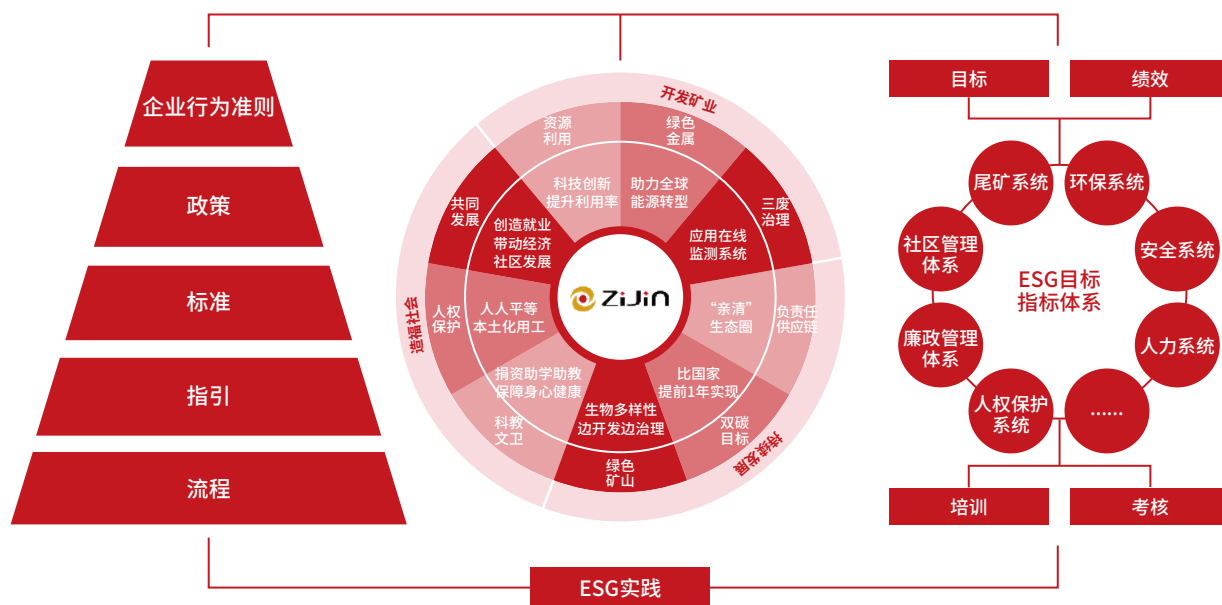 企业行为准则
政策
标准
指引
流程
开发矿业
资源
利用
绿色
金属
三废
治理
科技创新
提升利用率
助力全球
能源转型
应用在线
监测系统
持续发展
负责任
供应链
双碳
目标
绿色
矿山
“亲清”
生态圈
比国家
提前1年实现
生物多样性
边开发边治理
造福社会
共同
发展
人权
保护
科教
文卫
创造就业
带动经济
社区发展
人人平等
本土化用工
捐资助学助教
保障身心健康
ZiJin
目标
绩效
尾矿系统
环保系统
社区管理
体系
安全系统
ESG目标
指标体系
廉政管理
体系
人力系统
人权保护
系统
……
培训
考核
ESG实践